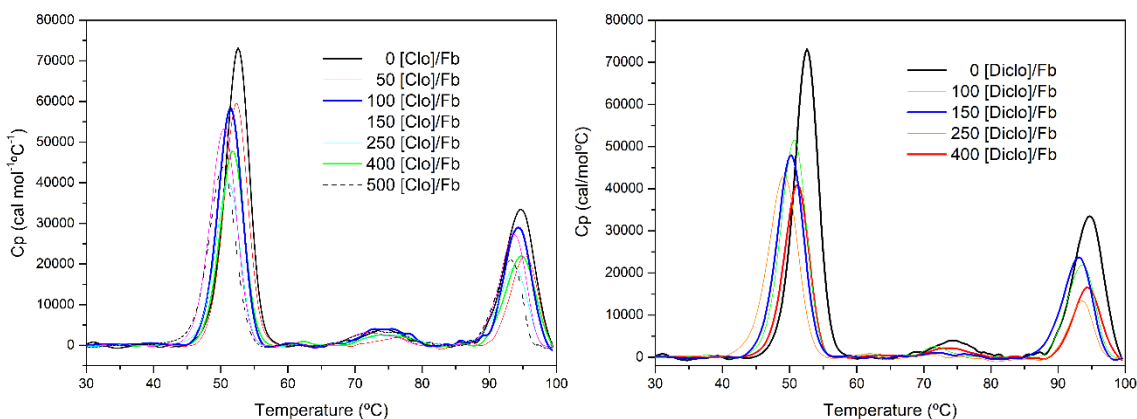 80000
70000
60000
50000
40000
30000
20000
10000
0
Cp (cal mol⁻¹ºC⁻¹)
0 [Clo]/Fb
50 [Clo]/Fb
100 [Clo]/Fb
150 [Clo]/Fb
250 [Clo]/Fb
400 [Clo]/Fb
500 [Clo]/Fb
30 40 50 60 70 80 90 100
Temperature (ºC)
80000
70000
60000
50000
40000
30000
20000
10000
0
Cp (cal/molºC)
0 [Diclo]/Fb
100 [Diclo]/Fb
150 [Diclo]/Fb
250 [Diclo]/Fb
400 [Diclo]/Fb
30 40 50 60 70 80 90 100
Temperature (ºC)